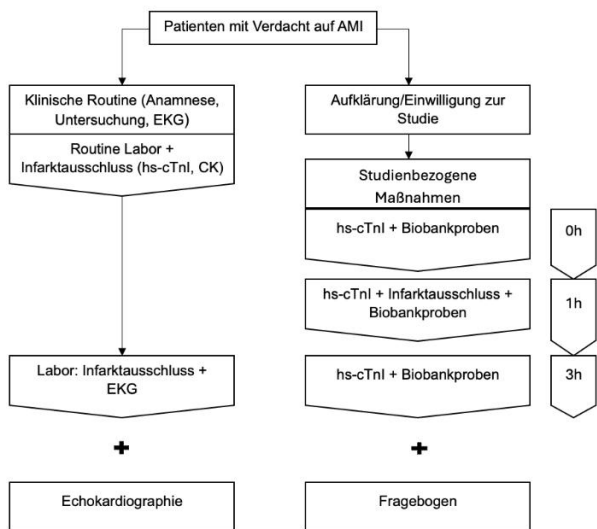 Patienten mit Verdacht auf AMI
Klinische Routine (Anamnese,
Untersuchung, EKG)
Routine Labor +
Infarktausschluss (hs-cTnI, CK)
Labor: Infarktausschluss +
EKG
+
Echokardiographie
Aufklärung/Einwilligung zur
Studie
Studienbezogene
Maßnahmen
hs-cTnI + Biobankproben
0h
hs-cTnI + Infarktausschluss +
Biobankproben
1h
hs-cTnI + Biobankproben
3h
+
Fragebogen